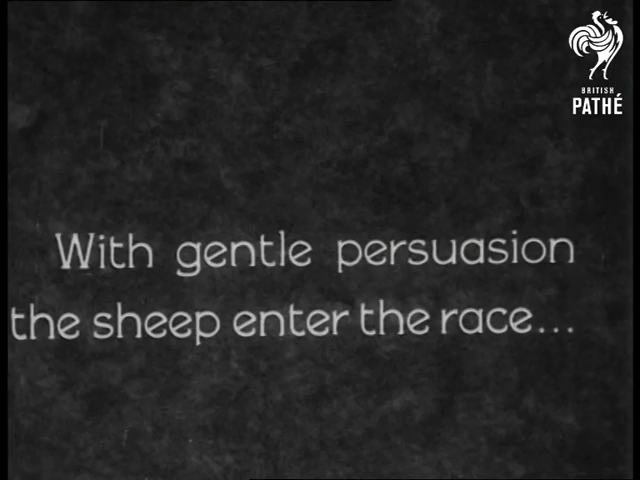 BRITISH
PATHÉ
With gentle persuasion
the sheep enter the race...